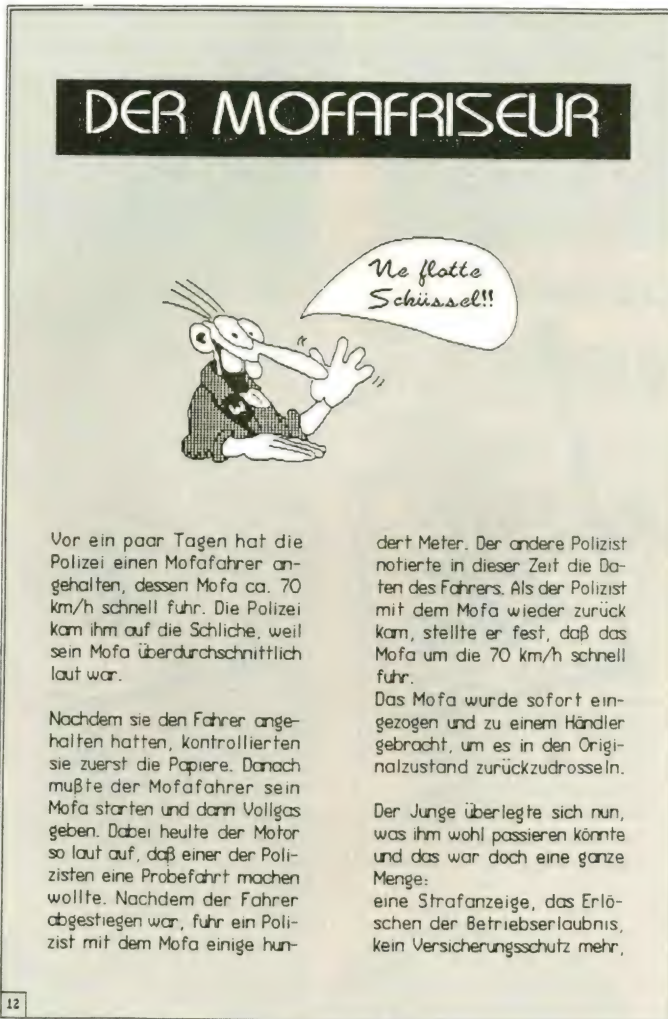 DER MOFAFRISEUR
Ne flotte
Schüssel!!
Vor ein paar Tagen hat die
Polizei einen Mofafahrer an-
gehalten, dessen Mofa ca. 70
km/h schnell fuhr. Die Polizei
kam ihm auf die Schliche, weil
sein Mofa überdurchschnittlich
laut war.
Nachdem sie den Fahrer ange-
halten hatten, kontrollierten
sie zuerst die Papiere. Danach
mußte der Mofafahrer sein
Mofa starten und dann Vollgas
geben. Dabei heulte der Motor
so laut auf, daß einer der Poli-
zisten eine Probefahrt machen
wollte. Nachdem der Fahrer
abgestiegen war, fuhr ein Poli-
zist mit dem Mofa einige hun-
dert Meter. Der andere Polizist
notierte in dieser Zeit die Da-
ten des Fahrers. Als der Polizist
mit dem Mofa wieder zurück
kam, stellte er fest, daß das
Mofa um die 70 km/h schnell
fuhr.
Das Mofa wurde sofort ein-
gezogen und zu einem Händler
gebracht, um es in den Origi-
nalzustand zurückzudrosseln.
Der Junge überlegte sich nun,
was ihm wohl passieren könnte
und das war doch eine ganze
Menge:
eine Strafanzeige, das Erlö-
schen der Betriebserlaubnis,
kein Versicherungsschutz mehr,
12